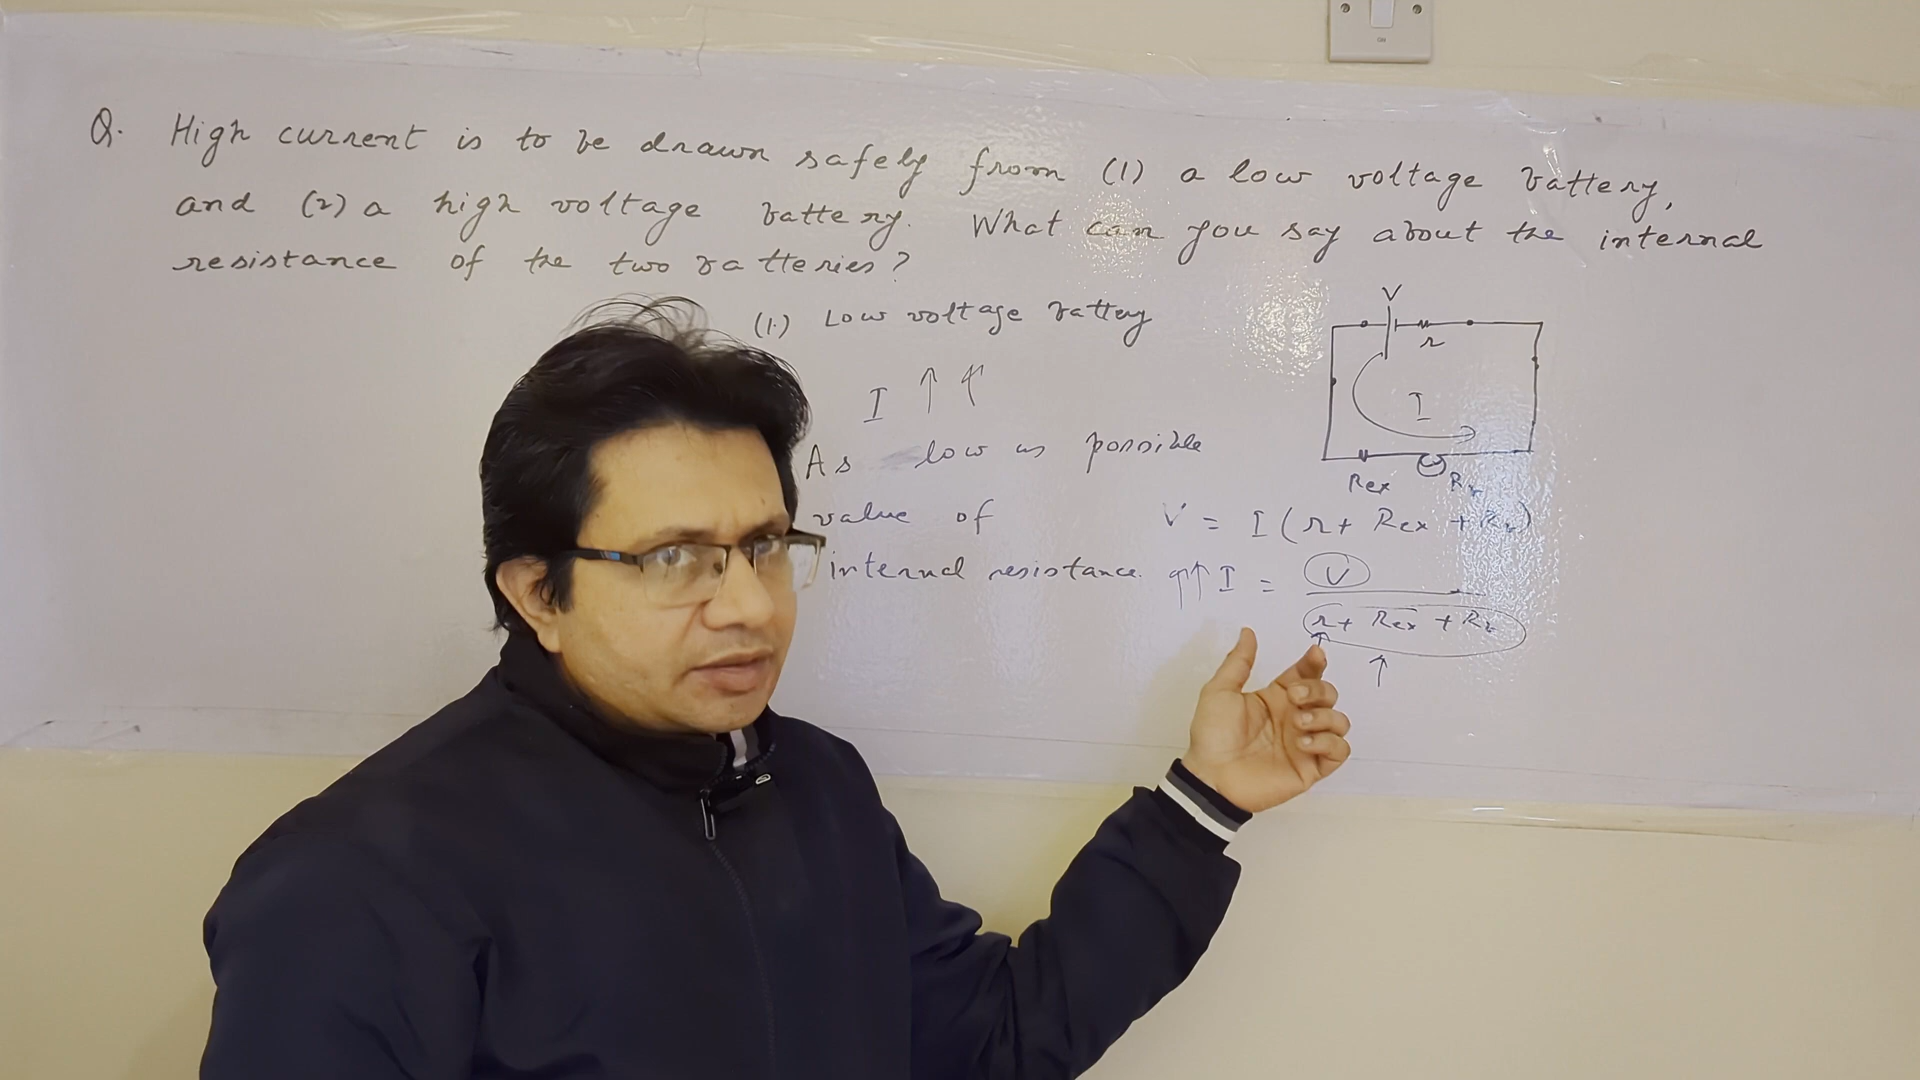 Q. High current is to be drawn safely from (1) a low voltage battery,
and (2) a high voltage battery. What can you say about the internal
resistance of the two batteries?
(1.) Low voltage battery
I ↑ ↑
As low as possible
value of
internal resistance.
V
r
I
Rex
V = I (r + Rex +
↑↑ I = V
r + Rex +
↑
↑